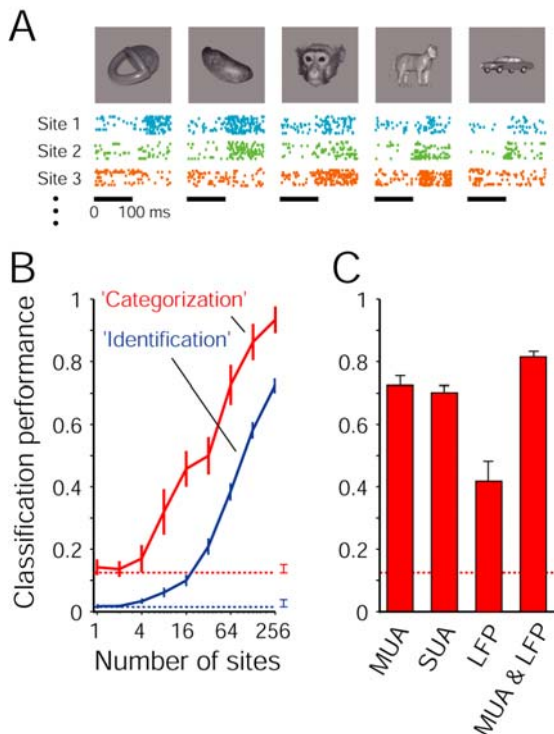 A
Site 1
Site 2
Site 3
0 100 ms
B
Classification performance
1
0.8
0.6
0.4
0.2
0
'Categorization'
'Identification'
1 4 16 64 256
Number of sites
C
1
0.8
0.6
0.4
0.2
0
MUA
SUA
LFP
MUA & LFP